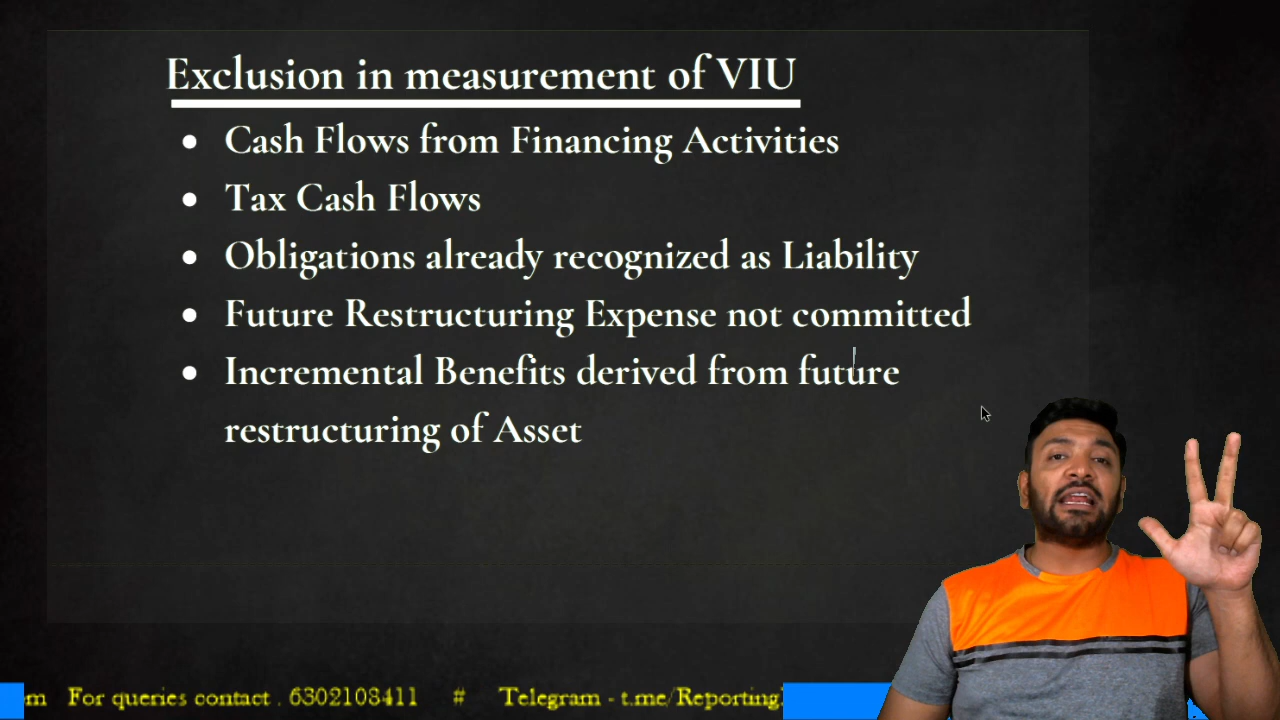 Exclusion in measurement of VIU
• Cash Flows from Financing Activities
• Tax Cash Flows
• Obligations already recognized as Liability
• Future Restructuring Expense not committed
• Incremental Benefits derived from future
restructuring of Asset
m For queries contact . 6302108411 # Telegram - t.me/Reporting